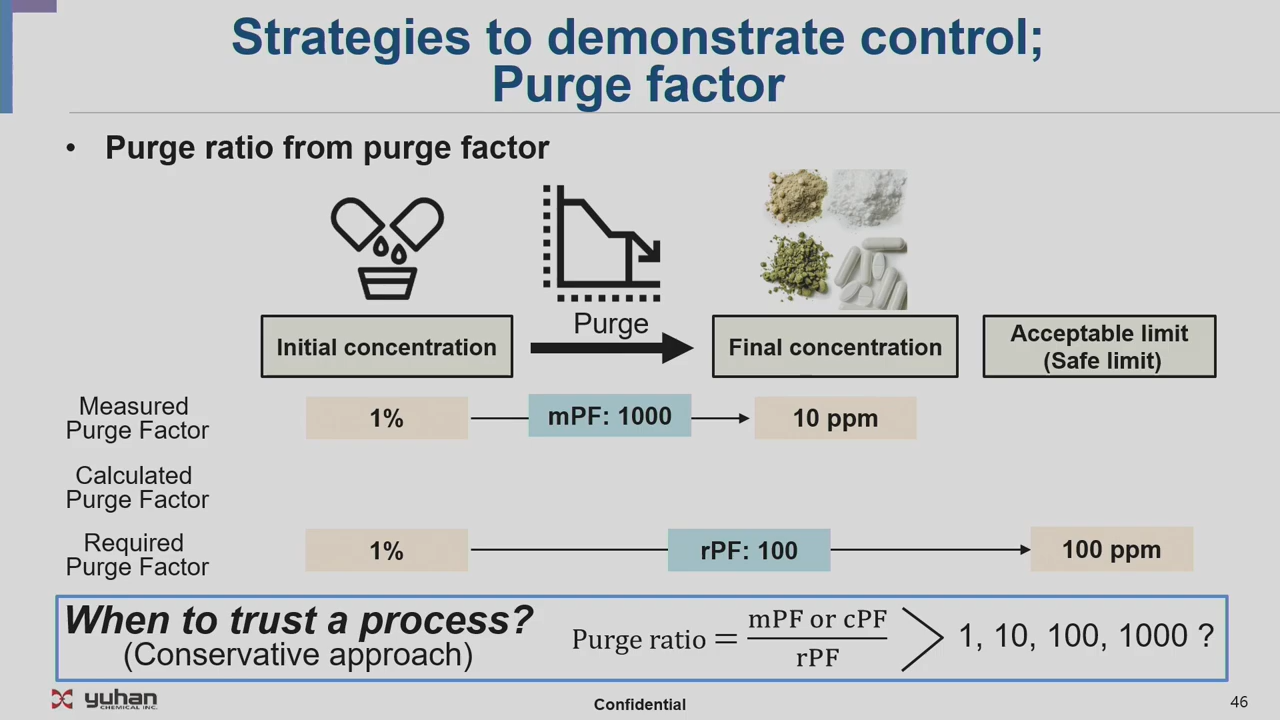 Strategies to demonstrate control;
Purge factor
• Purge ratio from purge factor
Purge
Initial concentration
Final concentration
Acceptable limit
(Safe limit)
Measured
Purge Factor
1%
mPF: 1000
10 ppm
Calculated
Purge Factor
Required
Purge Factor
1%
rPF: 100
100 ppm
When to trust a process?
(Conservative approach)
Purge ratio = mPF or cPF / rPF > 1, 10, 100, 1000 ?
yuhan
CHEMICAL INC.
Confidential
46